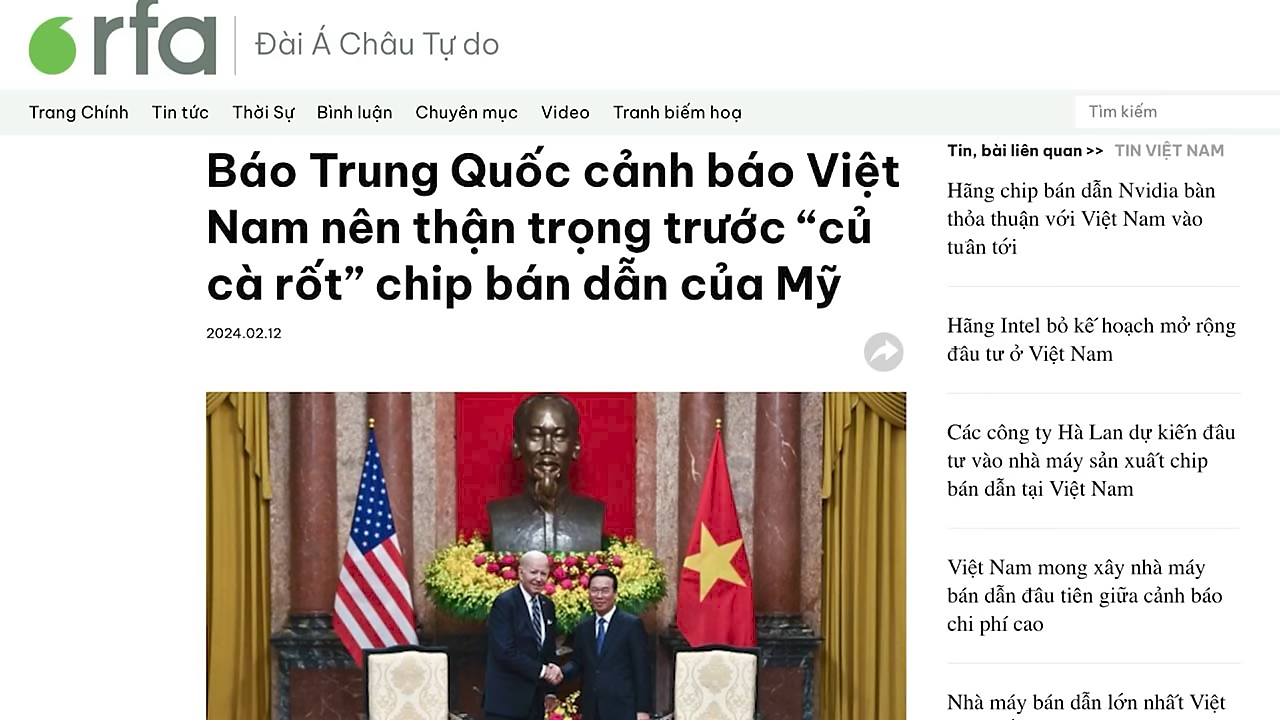 rfa
Đài Á Châu Tự do
Trang Chính Tin tức Thời Sự Bình luận Chuyên mục Video Tranh biếm hoạ
Tìm kiếm
Báo Trung Quốc cảnh báo Việt
Nam nên thận trọng trước “củ
cà rốt” chip bán dẫn của Mỹ
2024.02.12
Tin, bài liên quan >> TIN VIỆT NAM
Hãng chip bán dẫn Nvidia bàn
thỏa thuận với Việt Nam vào
tuần tới
Hãng Intel bỏ kế hoạch mở rộng
đầu tư ở Việt Nam
Các công ty Hà Lan dự kiến đầu
tư vào nhà máy sản xuất chip
bán dẫn tại Việt Nam
Việt Nam mong xây nhà máy
bán dẫn đầu tiên giữa cảnh báo
chi phí cao
Nhà máy bán dẫn lớn nhất Việt